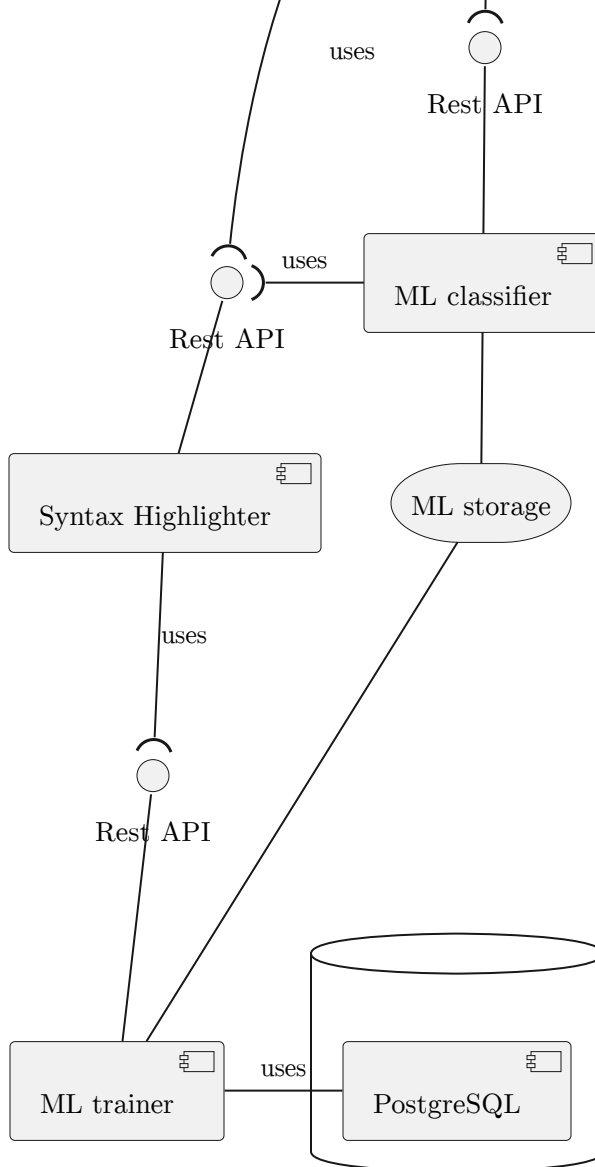 uses
Rest API
uses
ML classifier
Rest API
ML storage
Syntax Highlighter
uses
Rest API
uses
ML trainer
PostgreSQL